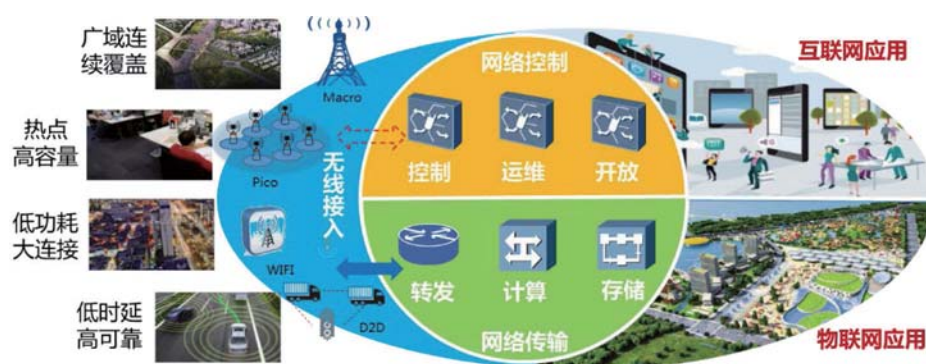 广域连
续覆盖
热点
高容量
低功耗
大连接
低时延
高可靠
Macro
Pico
WIFI
D2D
无线接入
网络控制
控制
运维
开放
转发
计算
存储
网络传输
互联网应用
物联网应用